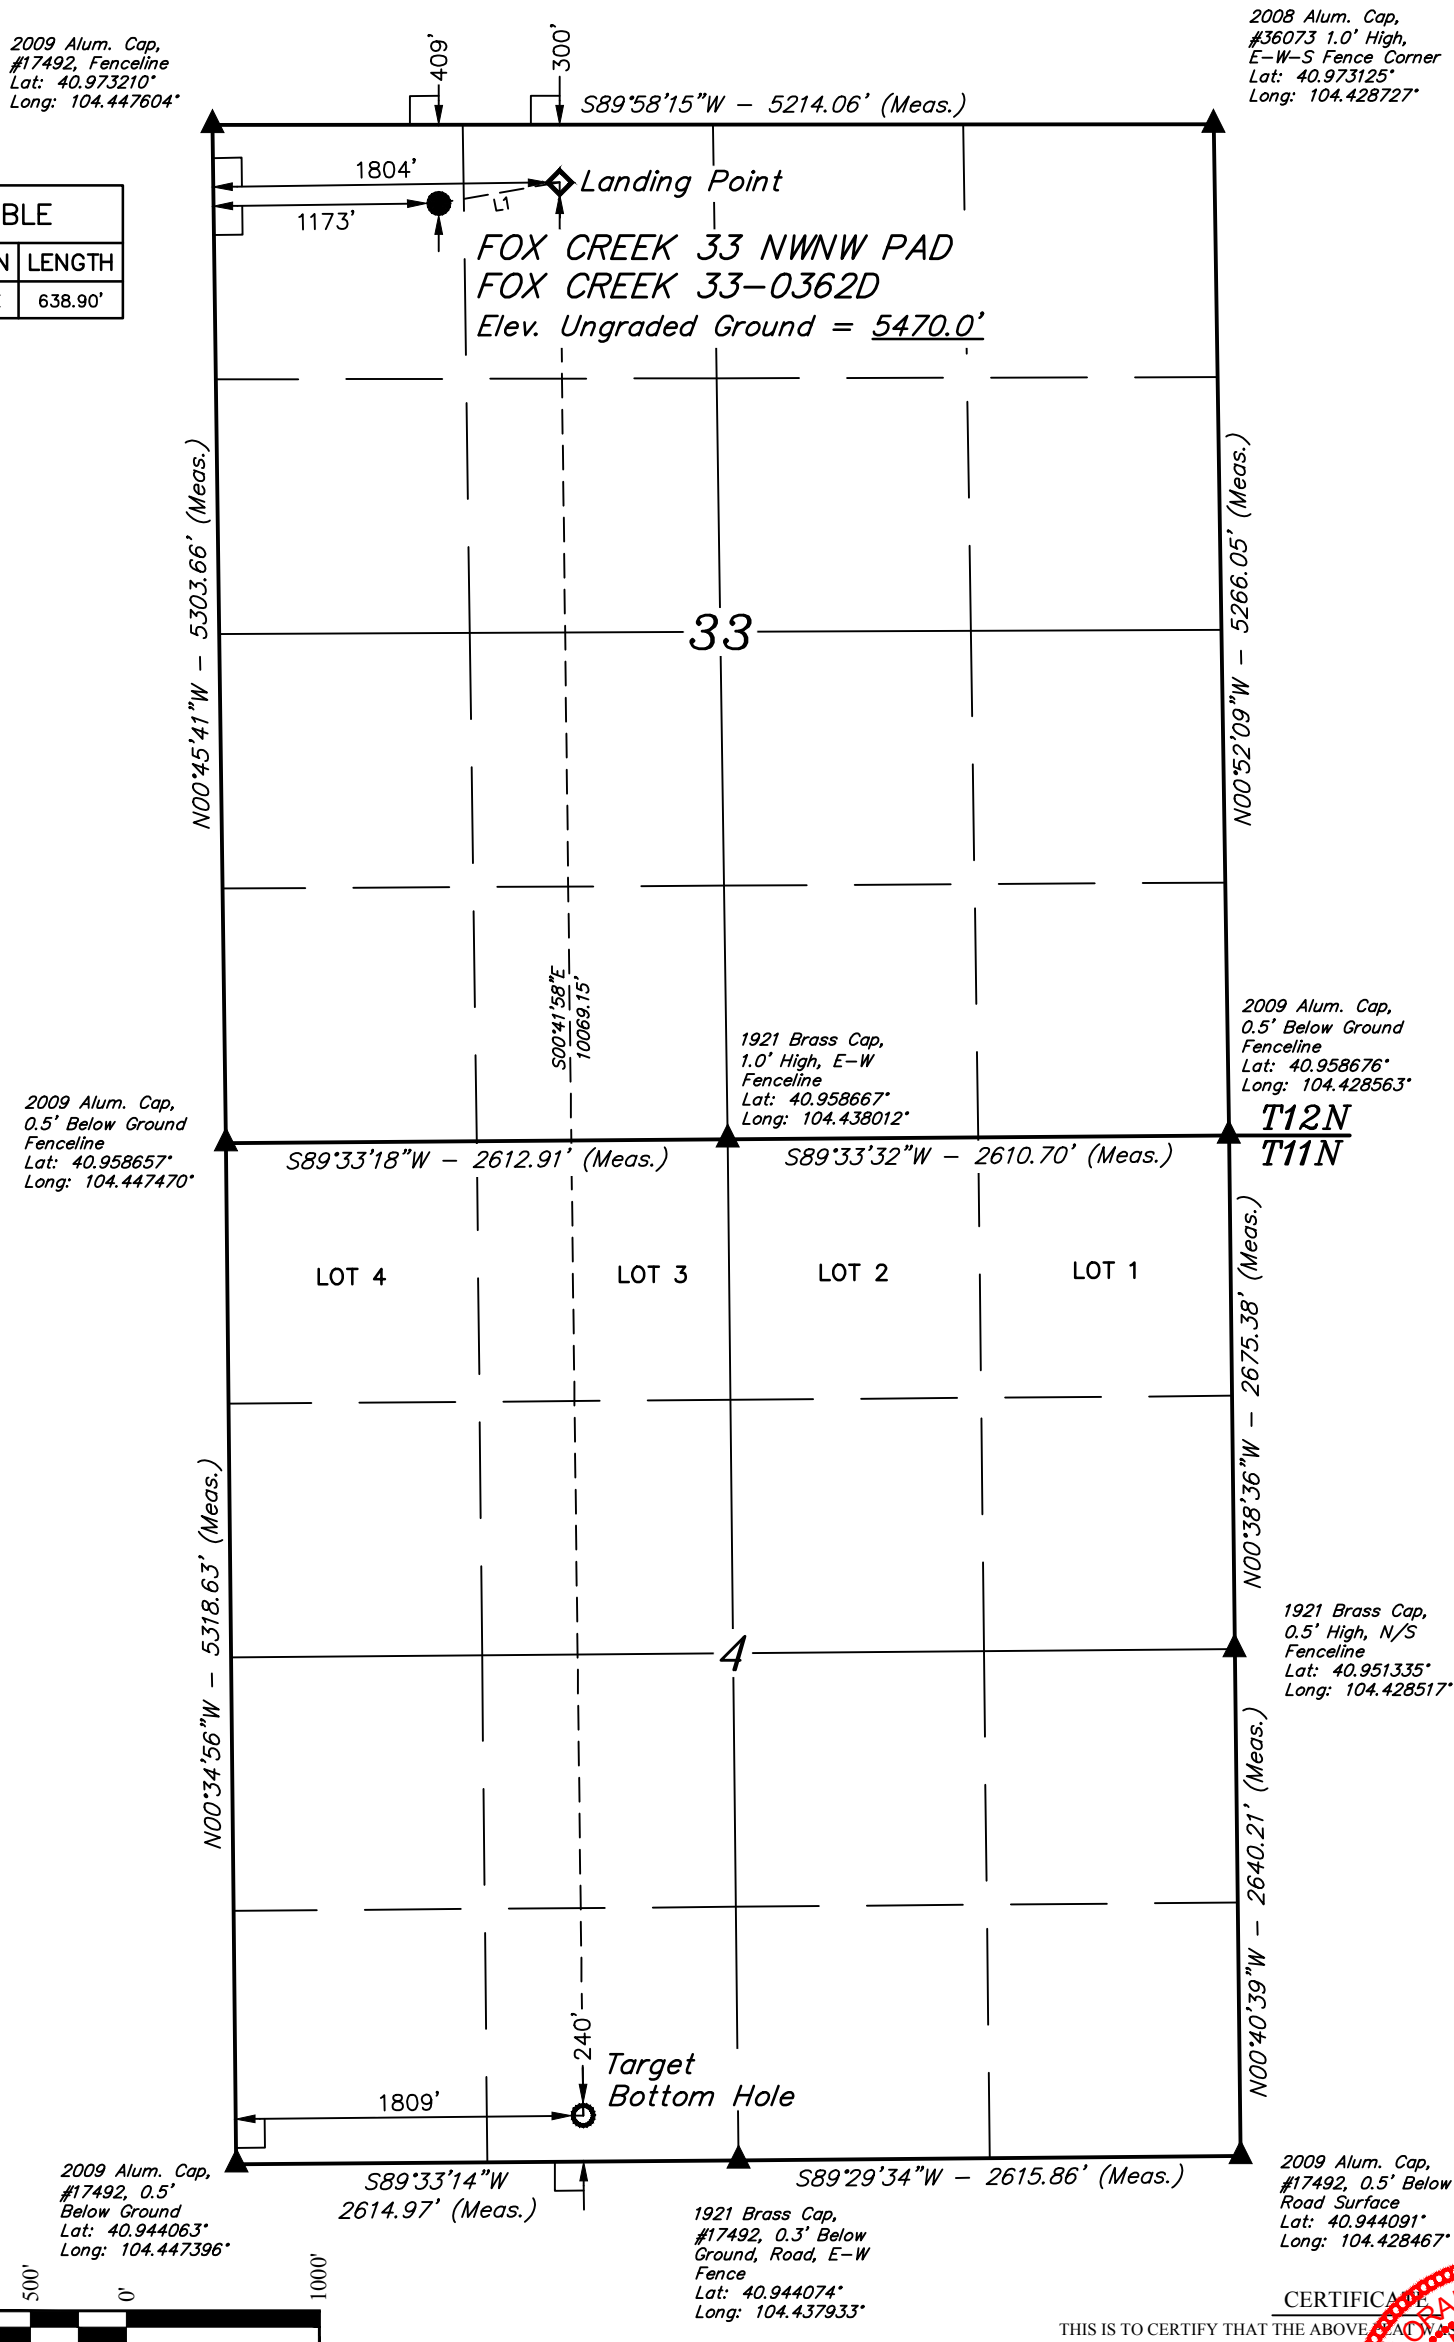 2009 Alum. Cap,
#17492, Fenceline
Lat: 40.973210°
Long: 104.447604°
409'
300'
S89°58'15"W – 5214.06' (Meas.)
2008 Alum. Cap,
#36073 1.0' High,
E-W-S Fence Corner
Lat: 40.973125°
Long: 104.428727°
BLE
N LENGTH
638.90'
1804'
Landing Point
L1
1173'
FOX CREEK 33 NWNW PAD
FOX CREEK 33-0362D
Elev. Ungraded Ground = 5470.0'
N00°45'41"W – 5303.66' (Meas.)
N00°52'09"W – 5266.05' (Meas.)
33
S00°41'58"E
10069.15'
1921 Brass Cap,
1.0' High, E-W
Fenceline
Lat: 40.958667°
Long: 104.438012°
2009 Alum. Cap,
0.5' Below Ground
Fenceline
Lat: 40.958676°
Long: 104.428563°
2009 Alum. Cap,
0.5' Below Ground
Fenceline
Lat: 40.958657°
Long: 104.447470°
T12N
T11N
S89°33'18"W – 2612.91' (Meas.)
S89°33'32"W – 2610.70' (Meas.)
LOT 4
LOT 3
LOT 2
LOT 1
N00°38'36"W – 2675.38' (Meas.)
N00°34'56"W – 5318.63' (Meas.)
4
1921 Brass Cap,
0.5' High, N/S
Fenceline
Lat: 40.951335°
Long: 104.428517°
N00°40'39"W – 2640.21' (Meas.)
240'
Target
Bottom Hole
1809'
S89°33'14"W
2614.97' (Meas.)
S89°29'34"W – 2615.86' (Meas.)
2009 Alum. Cap,
#17492, 0.5'
Below Ground
Lat: 40.944063°
Long: 104.447396°
1921 Brass Cap,
#17492, 0.3' Below
Ground, Road, E-W
Fence
Lat: 40.944074°
Long: 104.437933°
2009 Alum. Cap,
#17492, 0.5' Below
Road Surface
Lat: 40.944091°
Long: 104.428467°
500'
0'
1000'
CERTIFICATE
THIS IS TO CERTIFY THAT THE ABOVE PLAT WAS
ORA